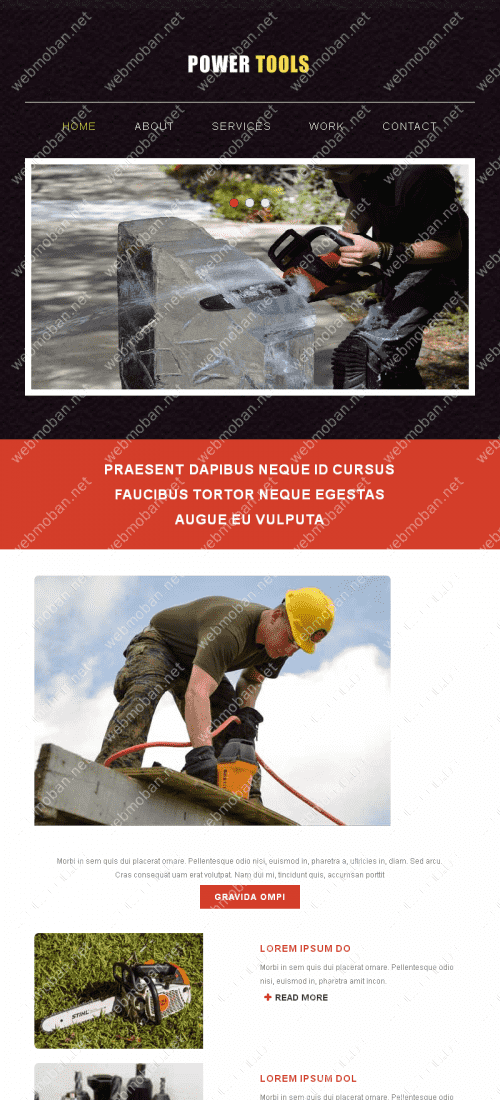 POWER TOOLS
HOME ABOUT SERVICES WORK CONTACT
PRAESENT DAPIBUS NEQUE ID CURSUS
FAUCIBUS TORTOR NEQUE EGESTAS
AUGUE EU VULPUTA
Morbi in sem quis dui placerat ornare. Pellentesque odio nisi, euismod in, pharetra a, ultricies in, diam. Sed arcu.
Cras consequat uam erat volutpat. Nam dui mi, tincidunt quis, accumsan porttit
GRAVIDA OMPI
LOREM IPSUM DO
Morbi in sem quis dui placerat ornare. Pellentesque odio
nisi, euismod in, pharetra amit incon.
READ MORE
STIHL
LOREM IPSUM DOL
Morbi in sem quis dui placerat ornare. Pellentesque odio
webmoban.net